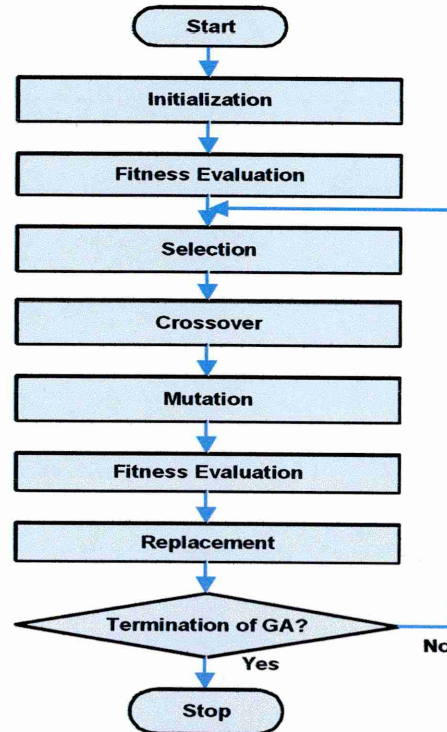 Start
Initialization
Fitness Evaluation
Selection
Crossover
Mutation
Fitness Evaluation
Replacement
Termination of GA?
No
Yes
Stop